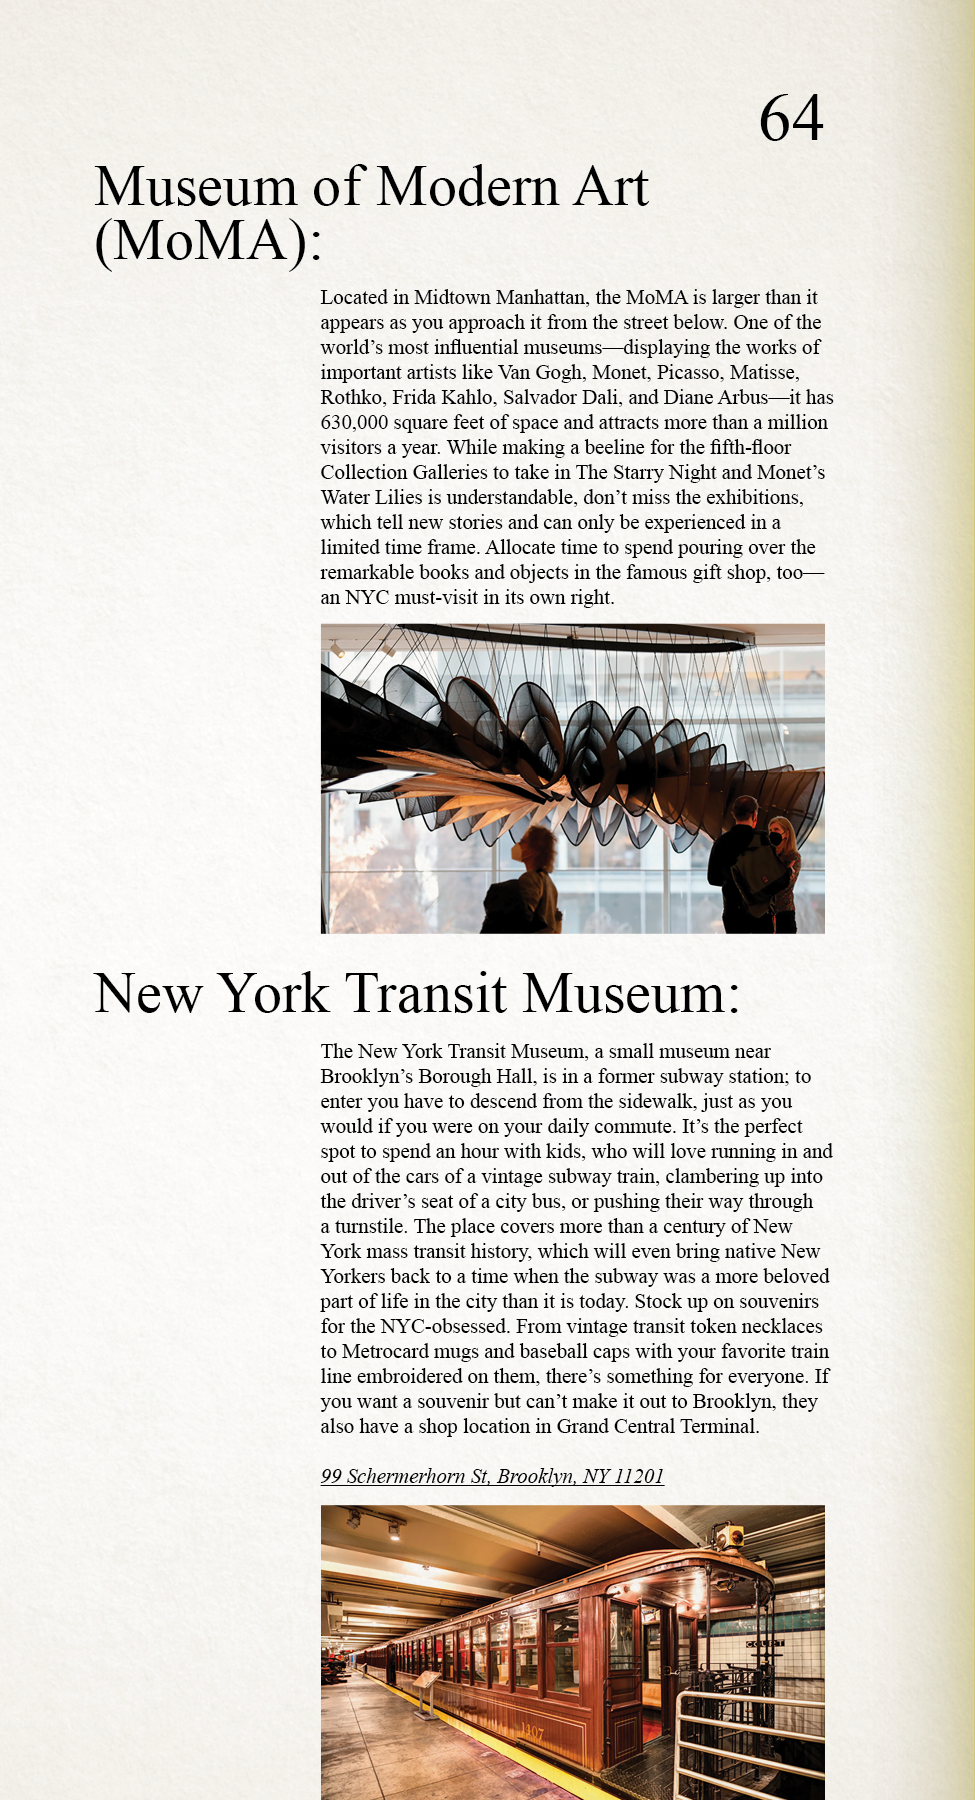 64
Museum of Modern Art
(MoMA):
Located in Midtown Manhattan, the MoMA is larger than it
appears as you approach it from the street below. One of the
world’s most influential museums—displaying the works of
important artists like Van Gogh, Monet, Picasso, Matisse,
Rothko, Frida Kahlo, Salvador Dali, and Diane Arbus—it has
630,000 square feet of space and attracts more than a million
visitors a year. While making a beeline for the fifth-floor
Collection Galleries to take in The Starry Night and Monet’s
Water Lilies is understandable, don’t miss the exhibitions,
which tell new stories and can only be experienced in a
limited time frame. Allocate time to spend pouring over the
remarkable books and objects in the famous gift shop, too—
an NYC must-visit in its own right.
New York Transit Museum:
The New York Transit Museum, a small museum near
Brooklyn’s Borough Hall, is in a former subway station; to
enter you have to descend from the sidewalk, just as you
would if you were on your daily commute. It’s the perfect
spot to spend an hour with kids, who will love running in and
out of the cars of a vintage subway train, clambering up into
the driver’s seat of a city bus, or pushing their way through
a turnstile. The place covers more than a century of New
York mass transit history, which will even bring native New
Yorkers back to a time when the subway was a more beloved
part of life in the city than it is today. Stock up on souvenirs
for the NYC-obsessed. From vintage transit token necklaces
to Metrocard mugs and baseball caps with your favorite train
line embroidered on them, there’s something for everyone. If
you want a souvenir but can’t make it out to Brooklyn, they
also have a shop location in Grand Central Terminal.
99 Schermerhorn St, Brooklyn, NY 11201
COURT
1407